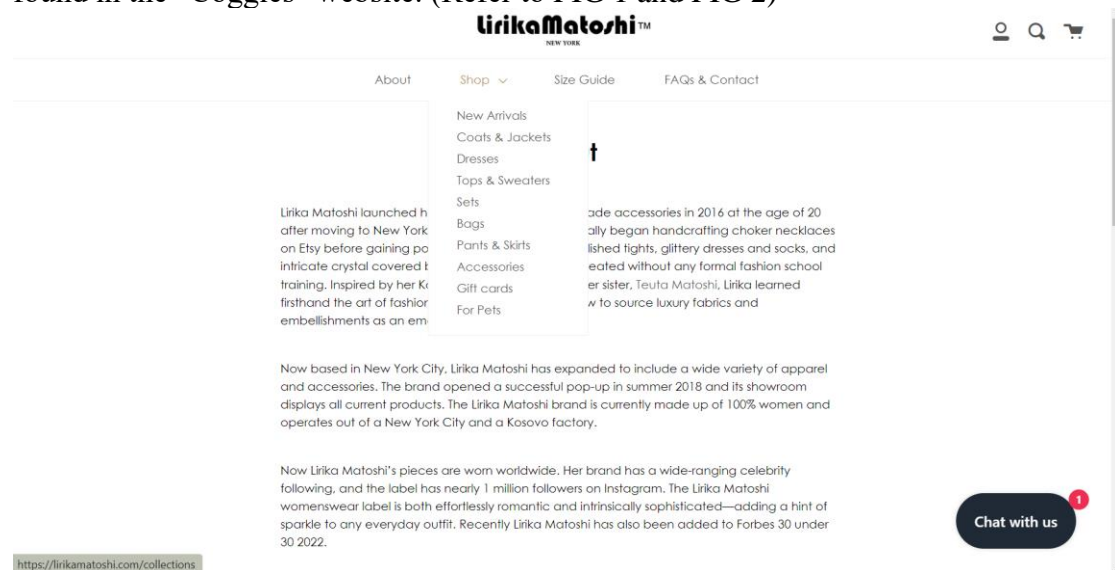 found in the “Coggles” website. (Refer to FIG 1 and FIG 2)
LirikaMatoshi™
NEW YORK
About Shop Size Guide FAQs & Contact
New Arrivals
Coats & Jackets
Dresses
Tops & Sweaters
Sets
Bags
Pants & Skirts
Accessories
Gift cards
For Pets
Lirika Matoshi launched h ade accessories in 2016 at the age of 20
after moving to New York ally began handcrafting choker necklaces
on Etsy before gaining po lished tights, glittery dresses and socks, and
intricate crystal covered eated without any formal fashion school
training. Inspired by her Ko er sister, Teuta Matoshi, Lirika learned
firsthand the art of fashion w to source luxury fabrics and
embellishments as an em
Now based in New York City, Lirika Matoshi has expanded to include a wide variety of apparel
and accessories. The brand opened a successful pop-up in summer 2018 and its showroom
displays all current products. The Lirika Matoshi brand is currently made up of 100% women and
operates out of a New York City and a Kosovo factory.
Now Lirika Matoshi's pieces are worn worldwide. Her brand has a wide-ranging celebrity
following, and the label has nearly 1 million followers on Instagram. The Lirika Matoshi
womenswear label is both effortlessly romantic and intrinsically sophisticated—adding a hint of
sparkle to any everyday outfit. Recently Lirika Matoshi has also been added to Forbes 30 under
30 2022.
1
Chat with us
https://lirikamatoshi.com/collections